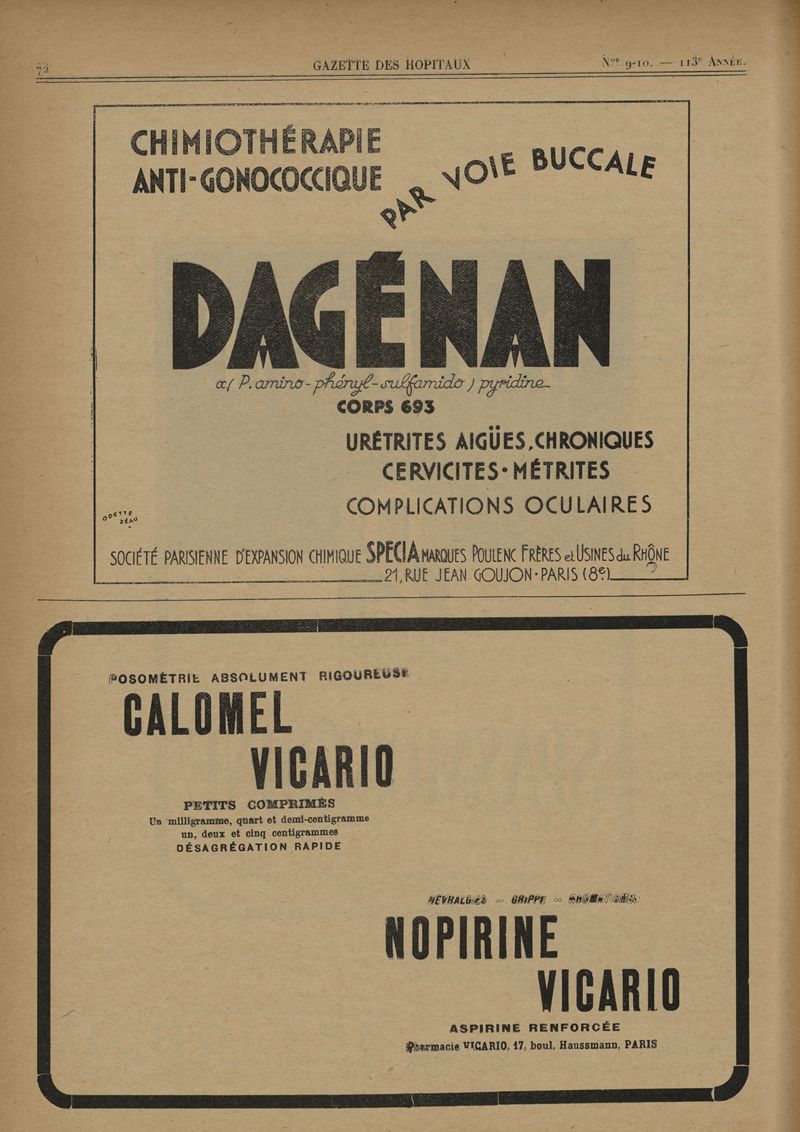 72
GAZETTE DES HOPITAUX
Nos 9-10. — 113e ANNÉE.
CHIMIOTHÉRAPIE
ANTI-GONOCOCCIQUE
PAR VOIE BUCCALE
DAGÉNAN
α( P. amino-phényl-sulfamido) pyridine
CORPS 693
URÉTRITES AIGÜES, CHRONIQUES
CERVICITES · MÉTRITES
COMPLICATIONS OCULAIRES
ODETTE
ZÉAU
SOCIÉTÉ PARISIENNE D'EXPANSION CHIMIQUE SPECIA MARQUES POULENC FRÈRES et USINES du RHÔNE
21, RUE JEAN GOUJON · PARIS (8e)
POSOMÉTRIE ABSOLUMENT RIGOUREUSE
CALOMEL
VICARIO
PETITS COMPRIMÉS
Un milligramme, quart et demi-centigramme
un, deux et cinq centigrammes
DÉSAGRÉGATION RAPIDE
NÉVRALGIES — GRIPPE —
NOPIRINE
VICARIO
ASPIRINE RENFORCÉE
Pharmacie VICARIO, 17, boul. Haussmann, PARIS